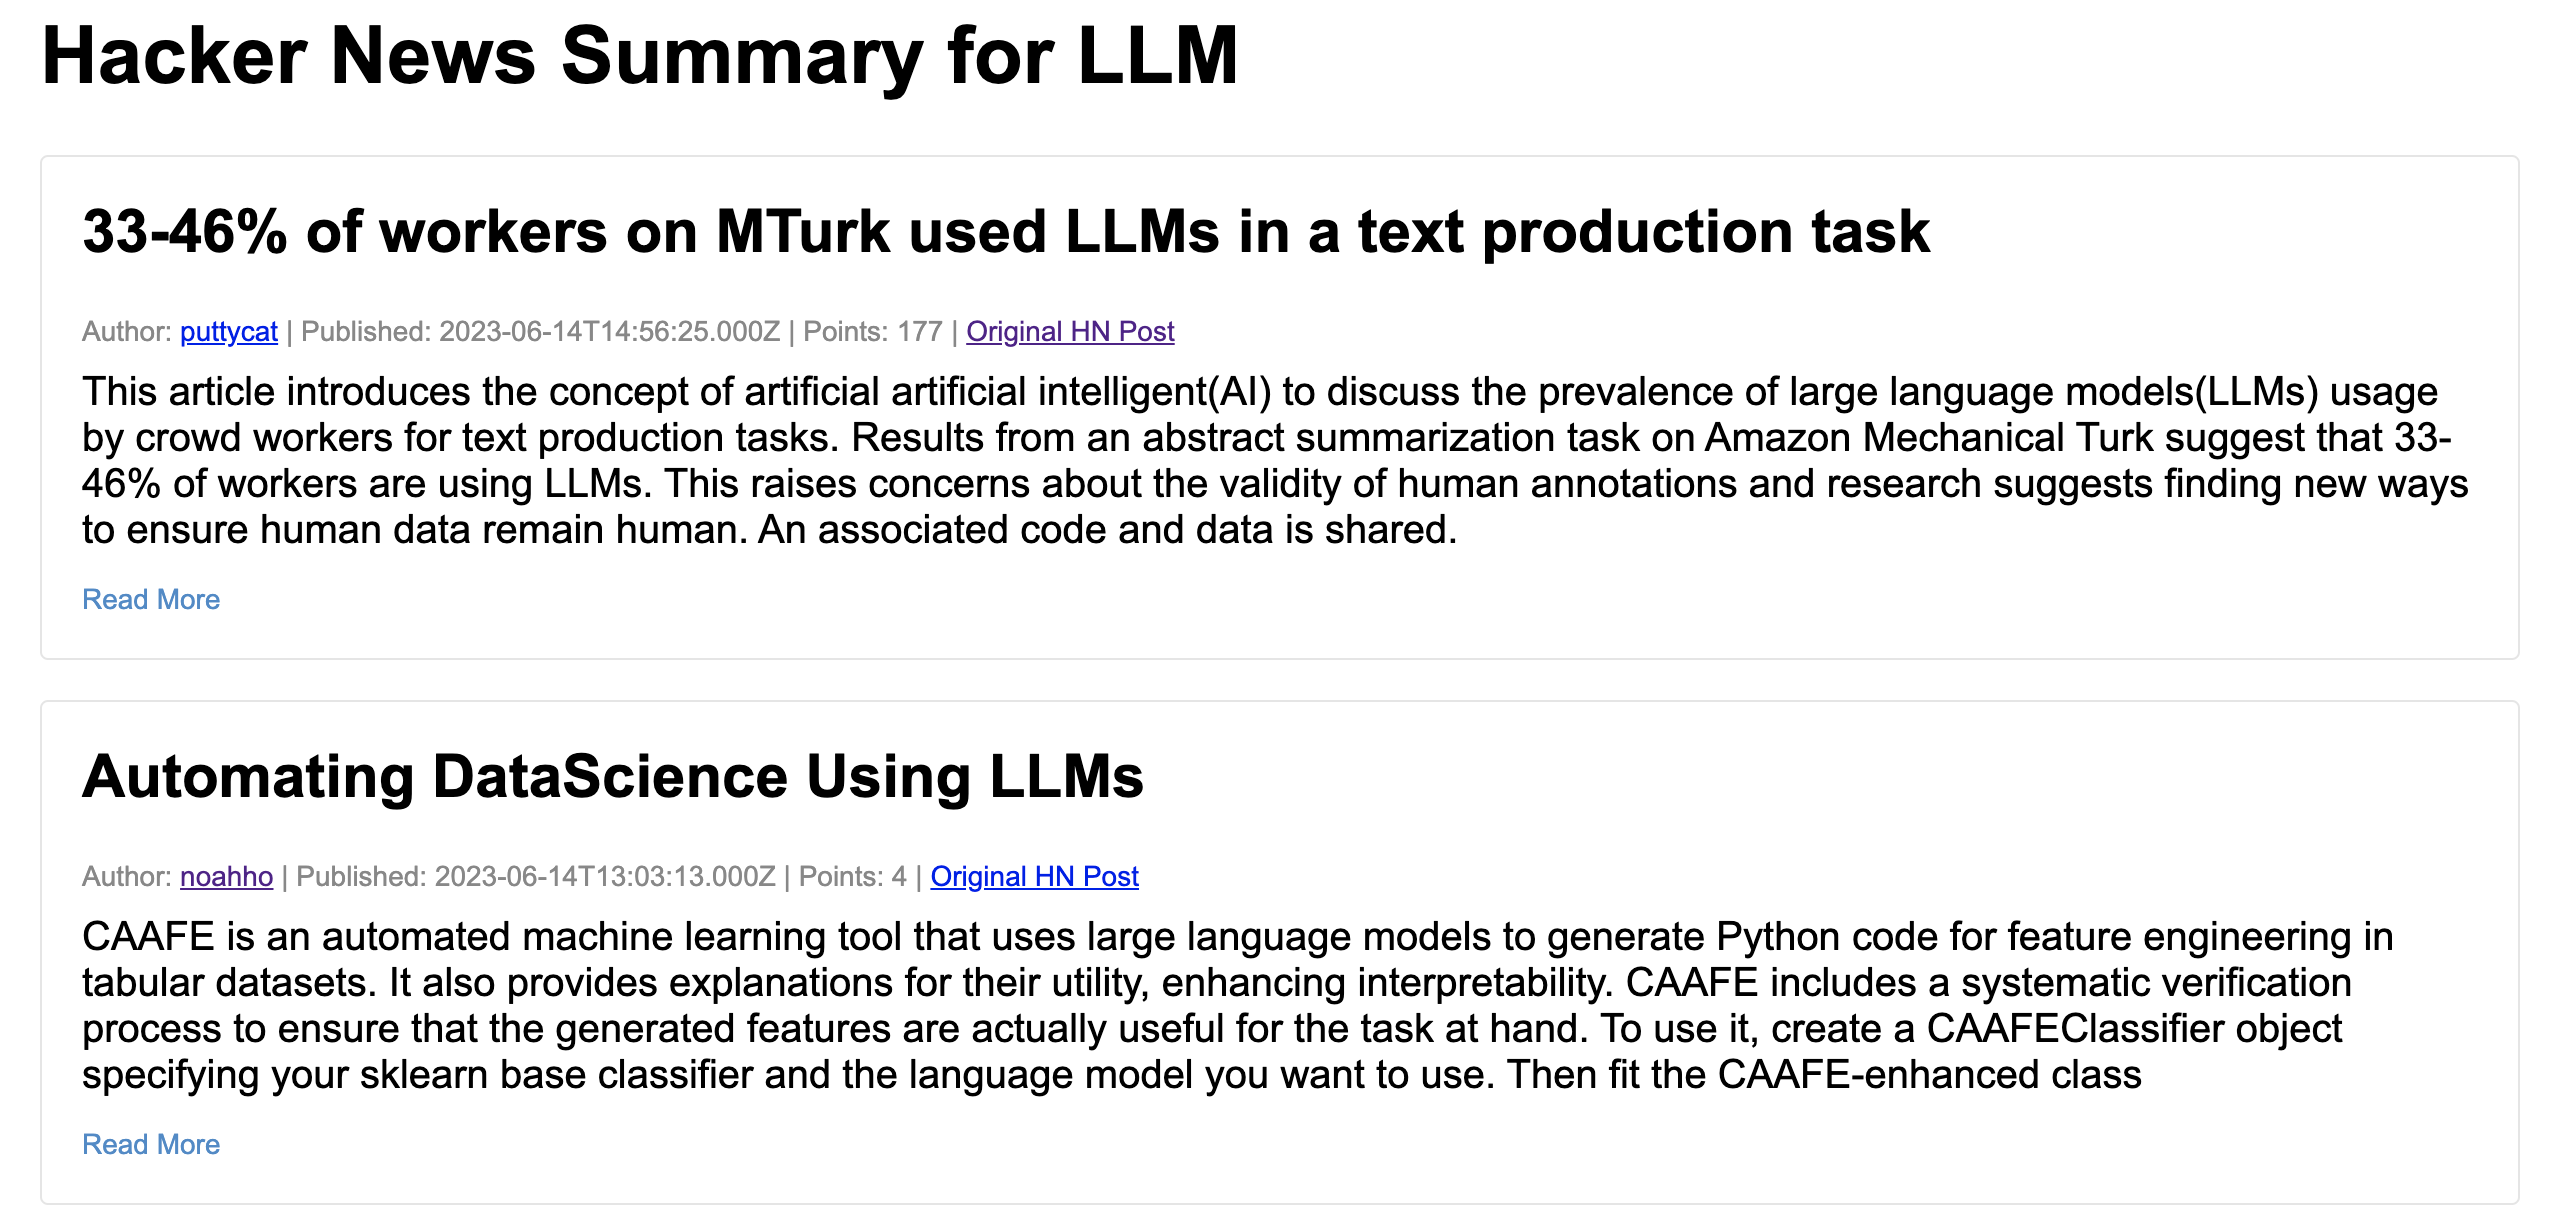 Hacker News Summary for LLM
33-46% of workers on MTurk used LLMs in a text production task
Author: puttycat | Published: 2023-06-14T14:56:25.000Z | Points: 177 | Original HN Post
This article introduces the concept of artificial artificial intelligent(AI) to discuss the prevalence of large language models(LLMs) usage
by crowd workers for text production tasks. Results from an abstract summarization task on Amazon Mechanical Turk suggest that 33-
46% of workers are using LLMs. This raises concerns about the validity of human annotations and research suggests finding new ways
to ensure human data remain human. An associated code and data is shared.
Read More
Automating DataScience Using LLMs
Author: noahho | Published: 2023-06-14T13:03:13.000Z | Points: 4 | Original HN Post
CAAFE is an automated machine learning tool that uses large language models to generate Python code for feature engineering in
tabular datasets. It also provides explanations for their utility, enhancing interpretability. CAAFE includes a systematic verification
process to ensure that the generated features are actually useful for the task at hand. To use it, create a CAAFEClassifier object
specifying your sklearn base classifier and the language model you want to use. Then fit the CAAFE-enhanced class
Read More